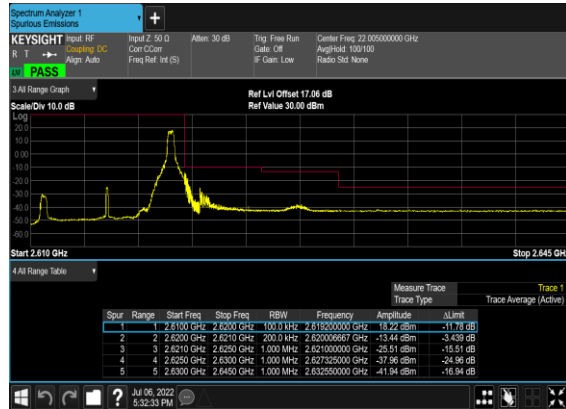 Spectrum Analyzer 1
Spurious Emissions
+
KEYSIGHT Input: RF Input Z: 50 Ω Atten: 30 dB Trig: Free Run Center Freq: 22.005000000 GHz
R T Coupling: DC Corr CCorr Gate: Off Avg|Hold: 100/100
Align: Auto Freq Ref: Int (S) IF Gain: Low Radio Std: None
PASS
3 All Range Graph
Ref Lvl Offset 17.06 dB
Scale/Div 10.0 dB Ref Value 30.00 dBm
Log
20.0
10.0
0.00
-10.0
-20.0
-30.0
-40.0
-50.0
-60.0
Start 2.610 GHz Stop 2.645 GH
4 All Range Table
Measure Trace Trace 1
Trace Type Trace Average (Active)
Spur Range Start Freq Stop Freq RBW Frequency Amplitude ΔLimit
1 1 2.6100 GHz 2.6200 GHz 100.0 kHz 2.619200000 GHz 18.22 dBm -11.78 dB
2 2 2.6200 GHz 2.6210 GHz 200.0 kHz 2.620006667 GHz -13.44 dBm -3.439 dB
3 3 2.6210 GHz 2.6250 GHz 1.000 MHz 2.621000000 GHz -25.51 dBm -15.51 dB
4 4 2.6250 GHz 2.6300 GHz 1.000 MHz 2.627325000 GHz -37.96 dBm -24.96 dB
5 5 2.6300 GHz 2.6450 GHz 1.000 MHz 2.632550000 GHz -41.94 dBm -16.94 dB
? Jul 06, 2022
5:32:33 PM